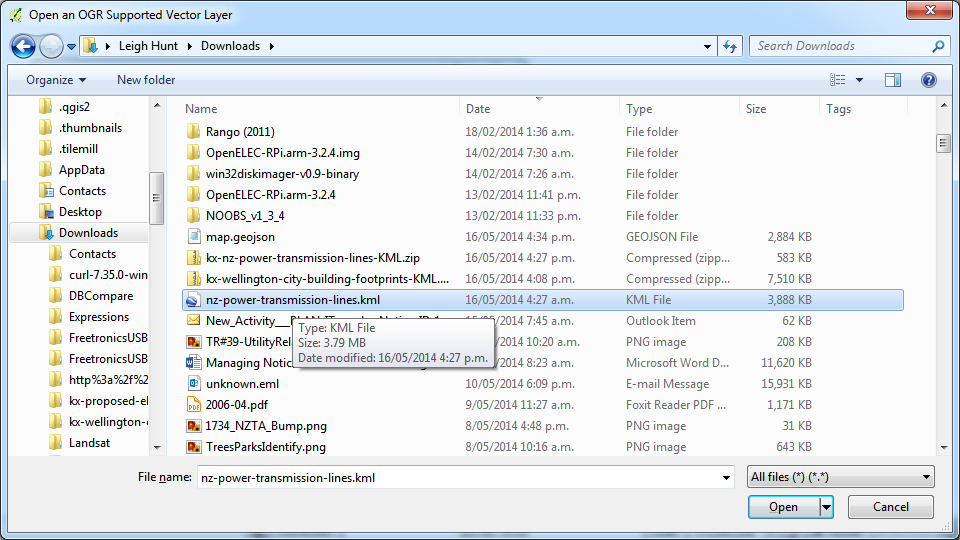 Open an OGR Supported Vector Layer
Leigh Hunt Downloads Search Downloads
Organize New folder
.qgis2
.thumbnails
.tilemill
AppData
Contacts
Desktop
Downloads
Contacts
curl-7.35.0-win
DBCompare
Expressions
FreetronicsUSB
FreetronicsUSB
http%3a%2f%2
kx-proposed-el
kx-wellington-c
Landsat
Name Date Type Size Tags
Rango (2011) 18/02/2014 1:36 a.m. File folder
OpenELEC-RPi.arm-3.2.4.img 14/02/2014 7:30 a.m. File folder
win32diskimager-v0.9-binary 14/02/2014 7:26 a.m. File folder
OpenELEC-RPi.arm-3.2.4 13/02/2014 11:41 p.m. File folder
NOOBS_v1_3_4 13/02/2014 11:33 p.m. File folder
map.geojson 16/05/2014 4:34 p.m. GEOJSON File 2,884 KB
kx-nz-power-transmission-lines-KML.zip 16/05/2014 4:27 p.m. Compressed (zipp... 583 KB
kx-wellington-city-building-footprints-KML.... 16/05/2014 4:08 p.m. Compressed (zipp... 7,510 KB
nz-power-transmission-lines.kml 16/05/2014 4:27 a.m. KML File 3,888 KB
New_Activity 15/05/2014 7:45 a.m. Outlook Item 62 KB
TR#39-UtilityRela 10:20 a.m. PNG image 208 KB
Managing Notic 8:23 a.m. Microsoft Word D... 11,620 KB
unknown.eml 10/05/2014 6:09 p.m. E-mail Message 15,931 KB
2006-04.pdf 9/05/2014 11:27 a.m. Foxit Reader PDF ... 1,171 KB
1734_NZTA_Bump.png 8/05/2014 4:48 p.m. PNG image 31 KB
TreesParksIdentify.png 8/05/2014 10:16 a.m. PNG image 643 KB
Type: KML File
Size: 3.79 MB
Date modified: 16/05/2014 4:27 p.m.
File name: nz-power-transmission-lines.kml All files (*) (*.*)
Open Cancel